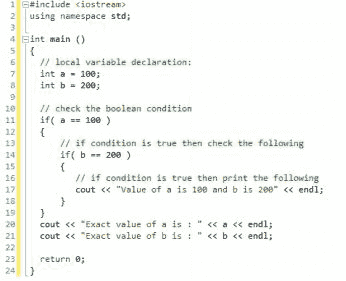 1 #include <iostream>
2 using namespace std;
3
4 int main ()
5 {
6 // local variable declaration:
7 int a = 100;
8 int b = 200;
9
10 // check the boolean condition
11 if( a == 100 )
12 {
13 // if condition is true then check the following
14 if( b == 200 )
15 {
16 // if condition is true then print the following
17 cout << "Value of a is 100 and b is 200" << endl;
18 }
19 }
20 cout << "Exact value of a is : " << a << endl;
21 cout << "Exact value of b is : " << b << endl;
22
23 return 0;
24 }